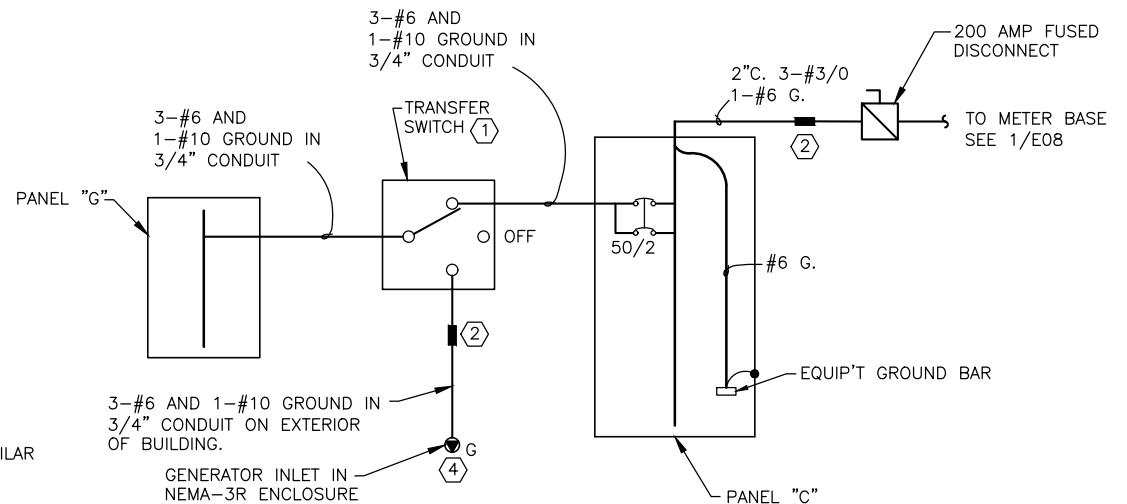 3-#6 AND
1-#10 GROUND IN
3/4" CONDUIT
200 AMP FUSED
DISCONNECT
2"C. 3-#3/0
1-#6 G.
TRANSFER
SWITCH 1
3-#6 AND
1-#10 GROUND IN
3/4" CONDUIT
2
TO METER BASE
SEE 1/E08
PANEL "G"
OFF
50/2
#6 G.
2
EQUIP'T GROUND BAR
3-#6 AND 1-#10 GROUND IN
3/4" CONDUIT ON EXTERIOR
OF BUILDING.
ILAR
G
4
GENERATOR INLET IN
NEMA-3R ENCLOSURE
PANEL "C"